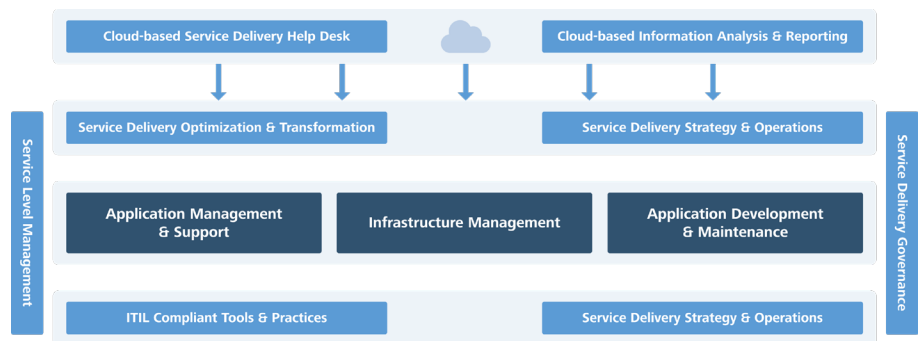 Cloud-based Service Delivery Help Desk
Cloud-based Information Analysis & Reporting
Service Level Management
Service Delivery Optimization & Transformation
Service Delivery Strategy & Operations
Service Delivery Governance
Application Management
& Support
Infrastructure Management
Application Development
& Maintenance
ITIL Compliant Tools & Practices
Service Delivery Strategy & Operations